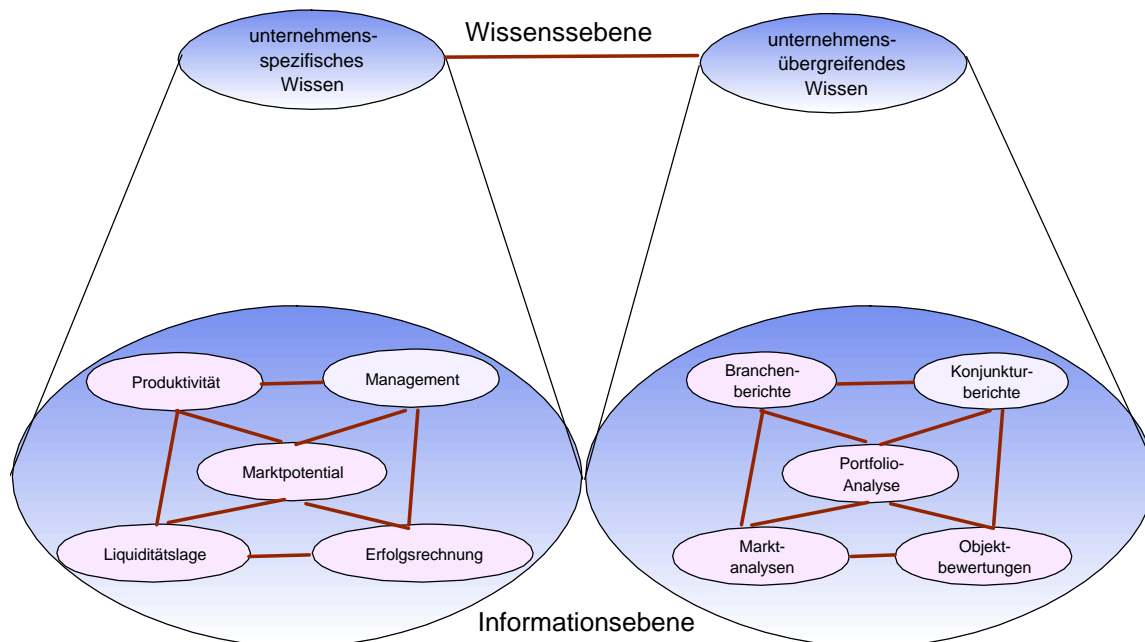 unternehmens-
spezifisches
Wissen
Wissenssebene
unternehmens-
übergreifendes
Wissen
Produktivität
Management
Marktpotential
Liquiditätslage
Erfolgsrechnung
Branchen-
berichte
Konjunktur-
berichte
Portfolio-
Analyse
Markt-
analysen
Objekt-
bewertungen
Informationsebene